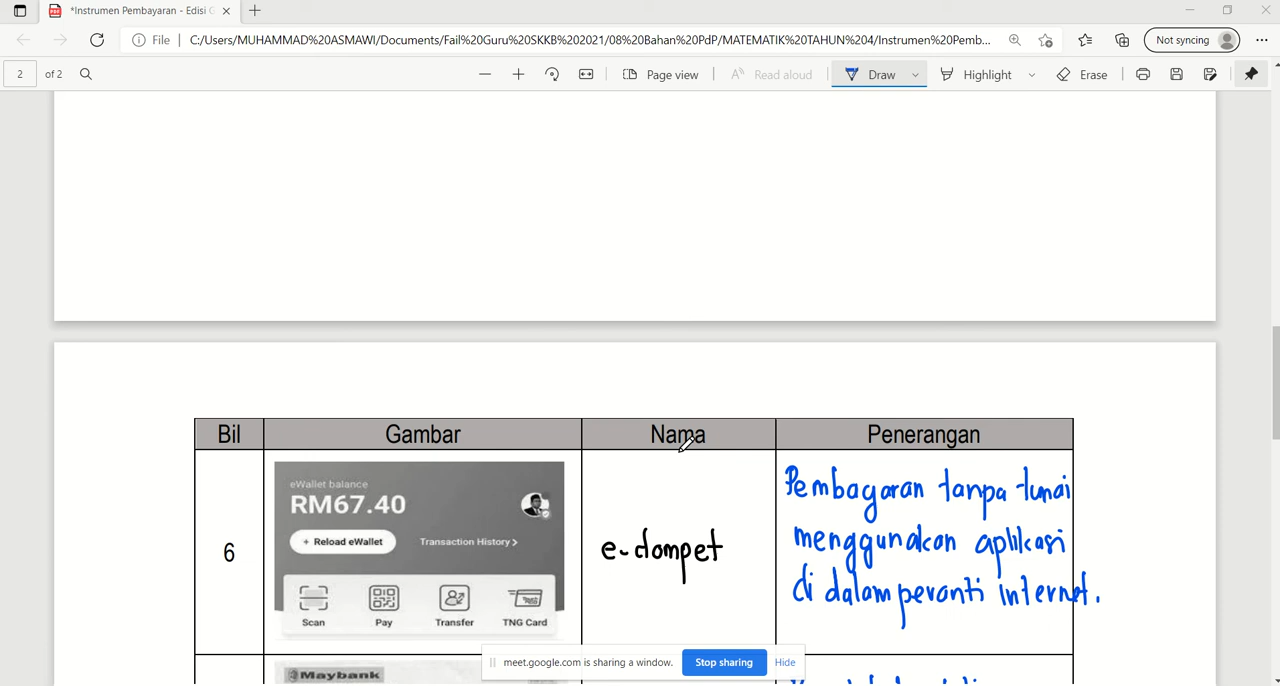 *Instrumen Pembayaran - Edisi G
File
C:/Users/MUHAMMAD%20ASMAWI/Documents/Fail%20Guru%20SKKB%202021/08%20Bahan%20PdP/MATEMATIK%20TAHUN%204/Instrumen%20Pemb...
Not syncing
2 of 2
Page view
Read aloud
Draw
Highlight
Erase
Bil Gambar Nama Penerangan
6
eWallet balance
RM67.40
+ Reload eWallet Transaction History >
Scan Pay Transfer TNG Card
e-dompet
Pembayaran tanpa tunai
menggunakan aplikasi
di dalam peranti internet.
meet.google.com is sharing a window. Stop sharing Hide
Maybank